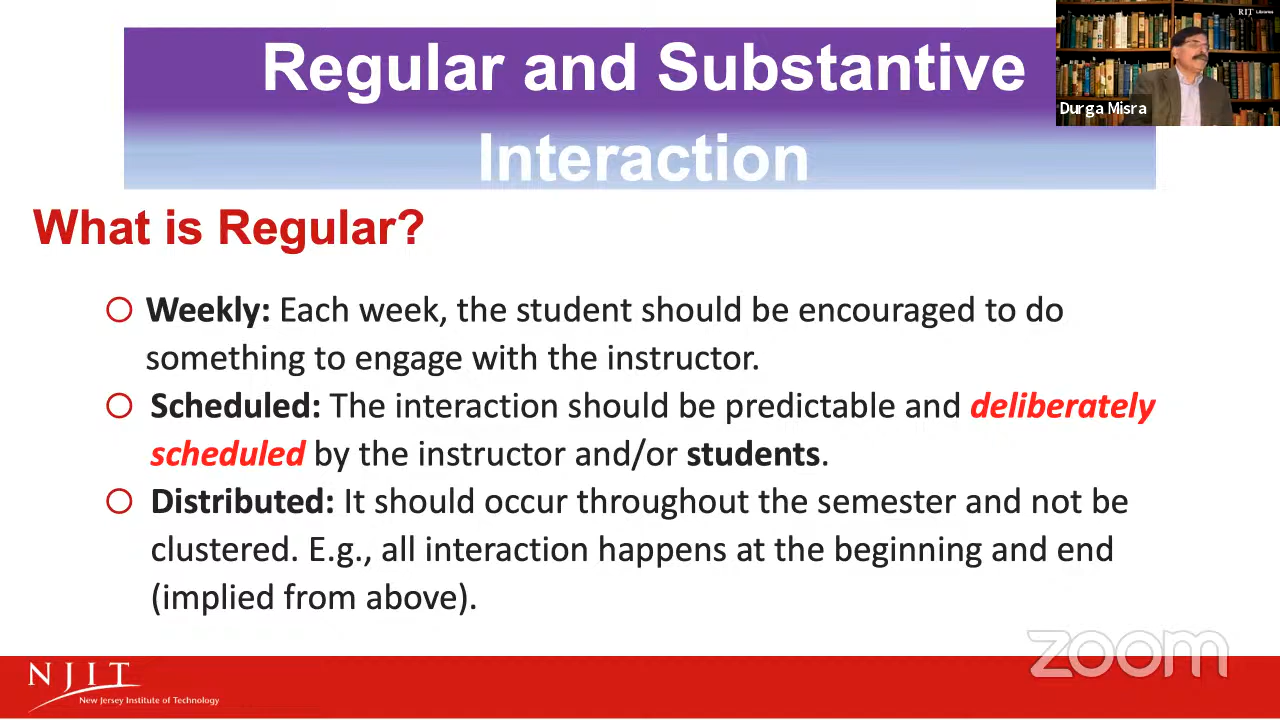 Regular and Substantive
Interaction
RIT Libraries
Durga Misra
What is Regular?
Weekly: Each week, the student should be encouraged to do
something to engage with the instructor.
Scheduled: The interaction should be predictable and deliberately
scheduled by the instructor and/or students.
Distributed: It should occur throughout the semester and not be
clustered. E.g., all interaction happens at the beginning and end
(implied from above).
zoom
NJIT
New Jersey Institute of Technology